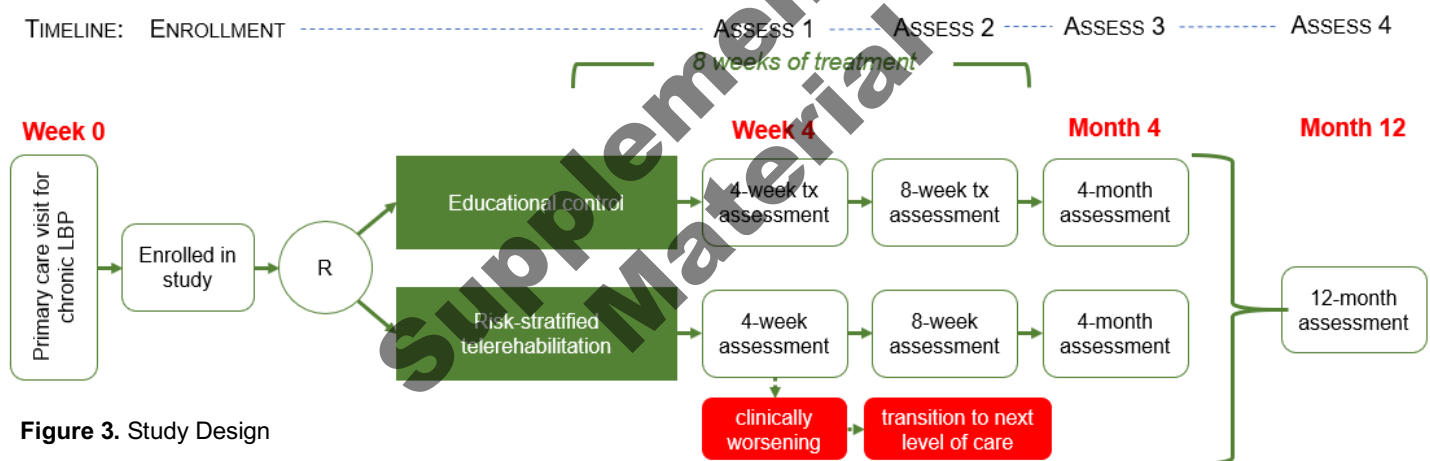 TIMELINE: ENROLLMENT ASSESS 1 ASSESS 2 ASSESS 3 ASSESS 4
8 weeks of treatment
Week 0
Week 4
Month 4
Month 12
Primary care visit for
chronic LBP
Enrolled in
study
R
Educational control
4-week tx
assessment
8-week tx
assessment
4-month
assessment
Risk-stratified
telerehabilitation
4-week
assessment
8-week
assessment
4-month
assessment
12-month
assessment
clinically
worsening
transition to next
level of care
Figure 3. Study Design
Material